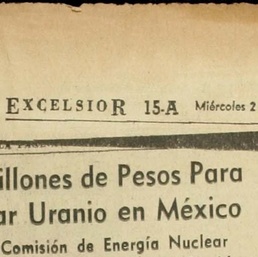 EXCELSIOR 15-A Miércoles 2
illones de Pesos Para
ar Uranio en México
Comisión de Energía Nuclear